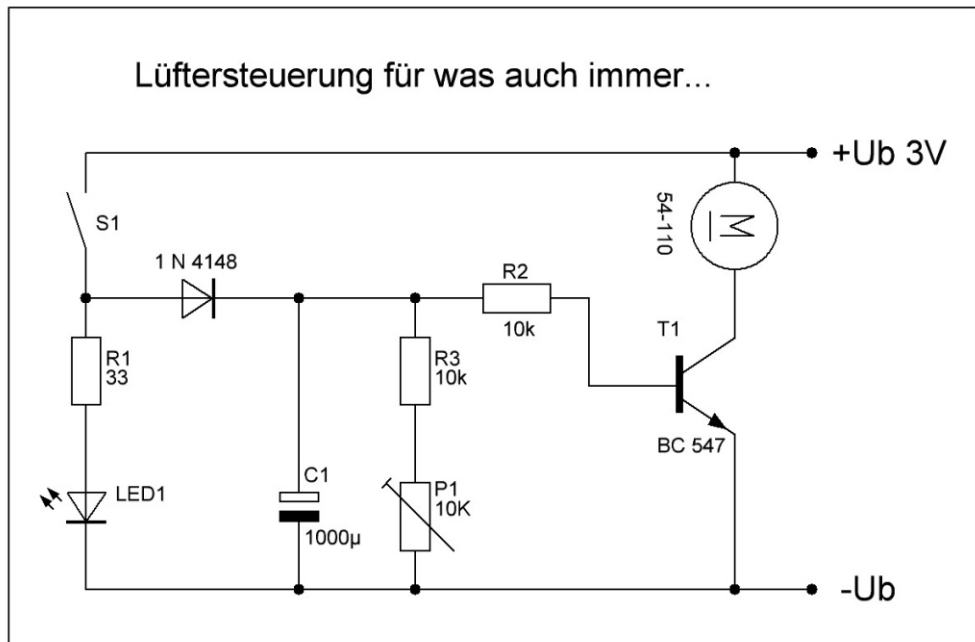 Lüftersteuerung für was auch immer...
+Ub 3V
S1
54-110
M
1 N 4148
R2
10k
T1
R1
33
R3
10k
BC 547
LED1
C1
1000µ
P1
10K
-Ub